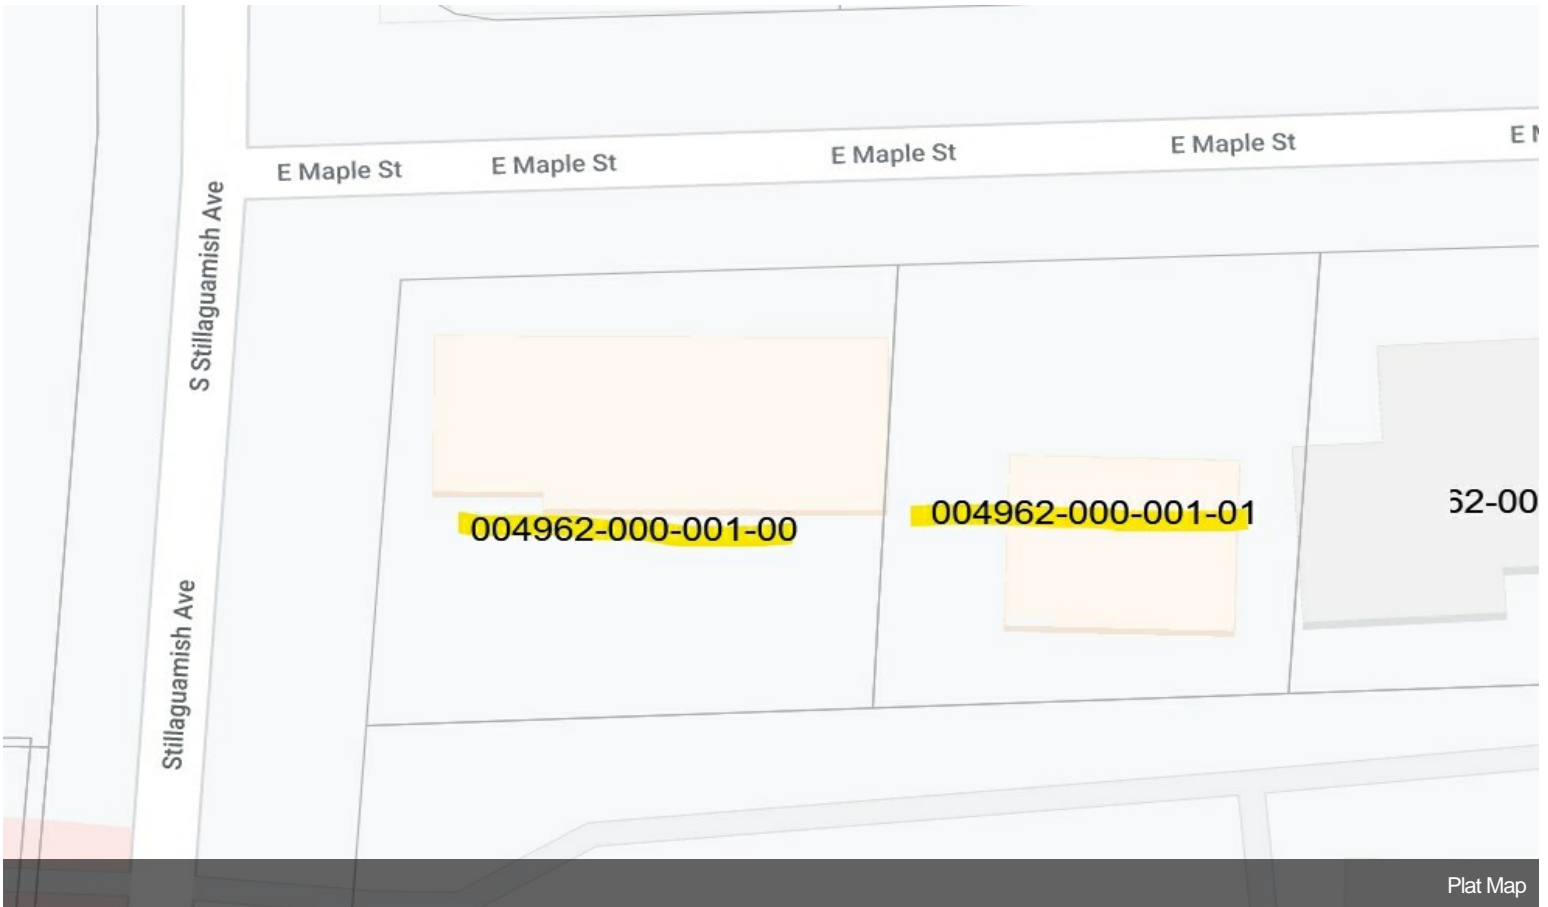 E Maple St
E Maple St
E Maple St
E Maple St
S Stillaguamish Ave
004962-000-001-00
004962-000-001-01
Stillaguamish Ave
Plat Map